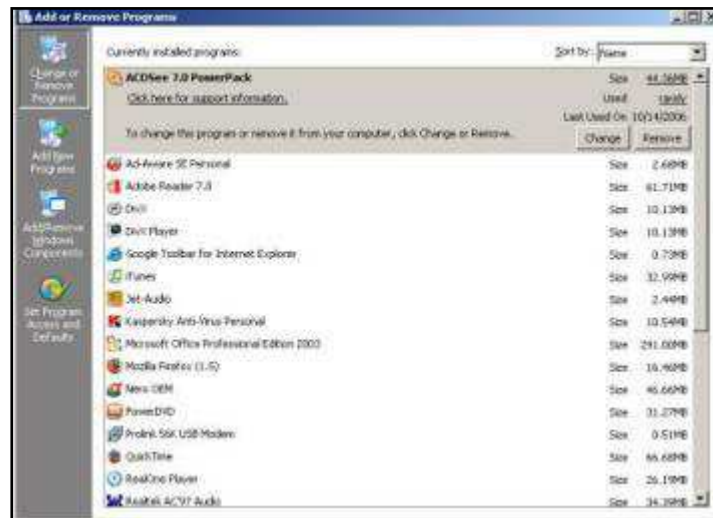 Add or Remove Programs
Change or Remove Programs
Add New Programs
Add/Remove Windows Components
Set Program Access and Defaults
Currently installed programs:
Sort by: Name
ACDSee 7.0 PowerPack Size 44.36MB
Click here for support information. Used rarely
Last Used On 10/14/2006
To change this program or remove it from your computer, click Change or Remove. Change Remove
Ad-Aware SE Personal Size 2.68MB
Adobe Reader 7.0 Size 61.71MB
DivX Size 10.13MB
DivX Player Size 10.13MB
Google Toolbar for Internet Explorer Size 0.73MB
iTunes Size 32.99MB
Jet-Audio Size 2.44MB
Kaspersky Anti-Virus Personal Size 10.54MB
Microsoft Office Professional Edition 2003 Size 291.00MB
Mozilla Firefox (1.5) Size 16.46MB
Nero OEM Size 46.66MB
PowerDVD Size 31.27MB
Prolink 56K USB Modem Size 0.51MB
QuickTime Size 66.68MB
RealOne Player Size 26.19MB
Realtek AC'97 Audio Size 34.39MB